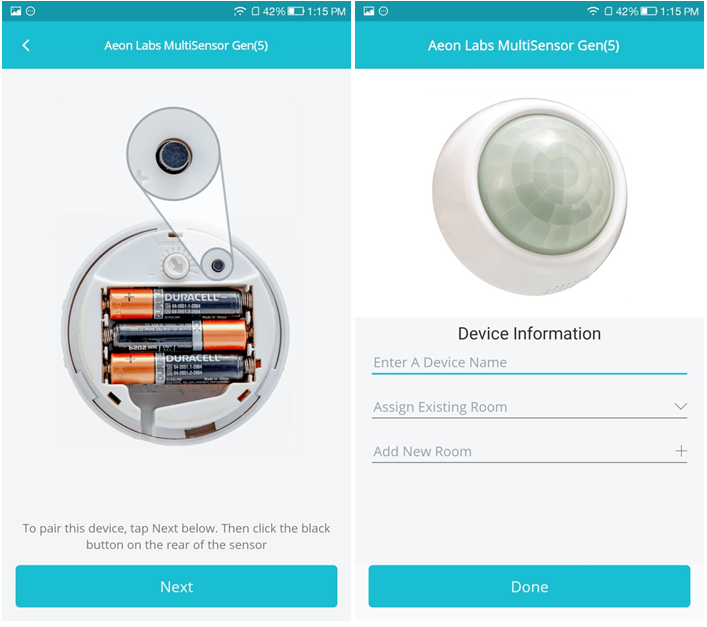 42% 1:15 PM
Aeon Labs MultiSensor Gen(5)
DURACELL
DURACELL
To pair this device, tap Next below. Then click the black
button on the rear of the sensor
Next
42% 1:15 PM
Aeon Labs MultiSensor Gen(5)
Device Information
Enter A Device Name
Assign Existing Room
Add New Room
Done